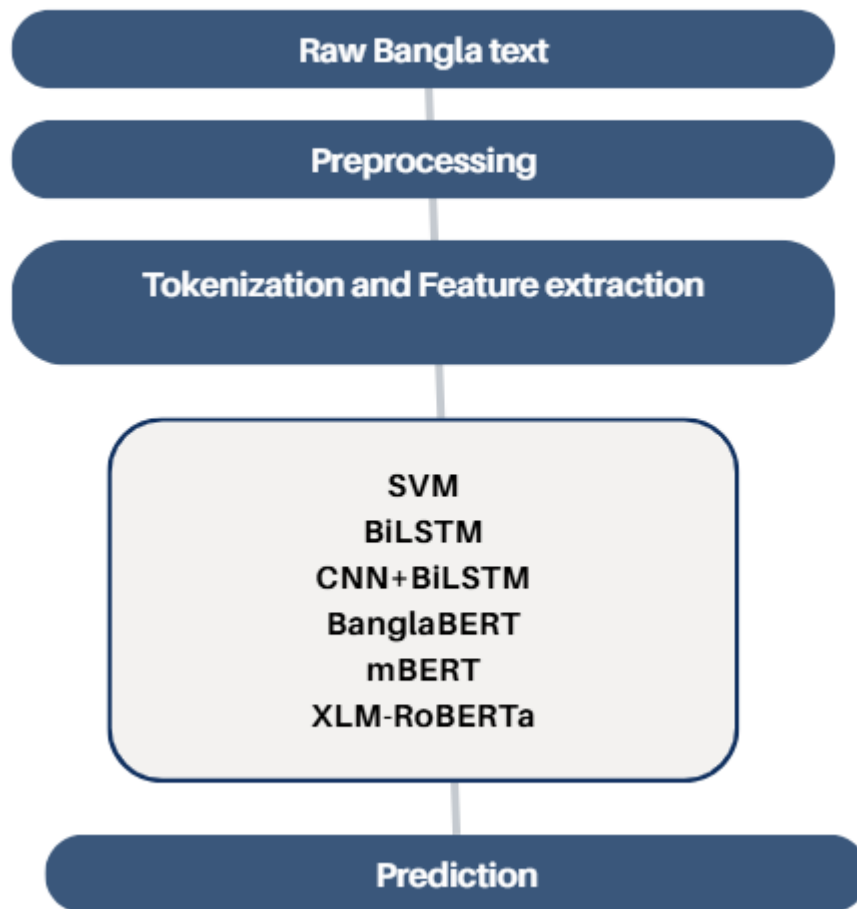 Raw Bangla text
Preprocessing
Tokenization and Feature extraction
SVM
BiLSTM
CNN+BiLSTM
BanglaBERT
mBERT
XLM-RoBERTa
Prediction